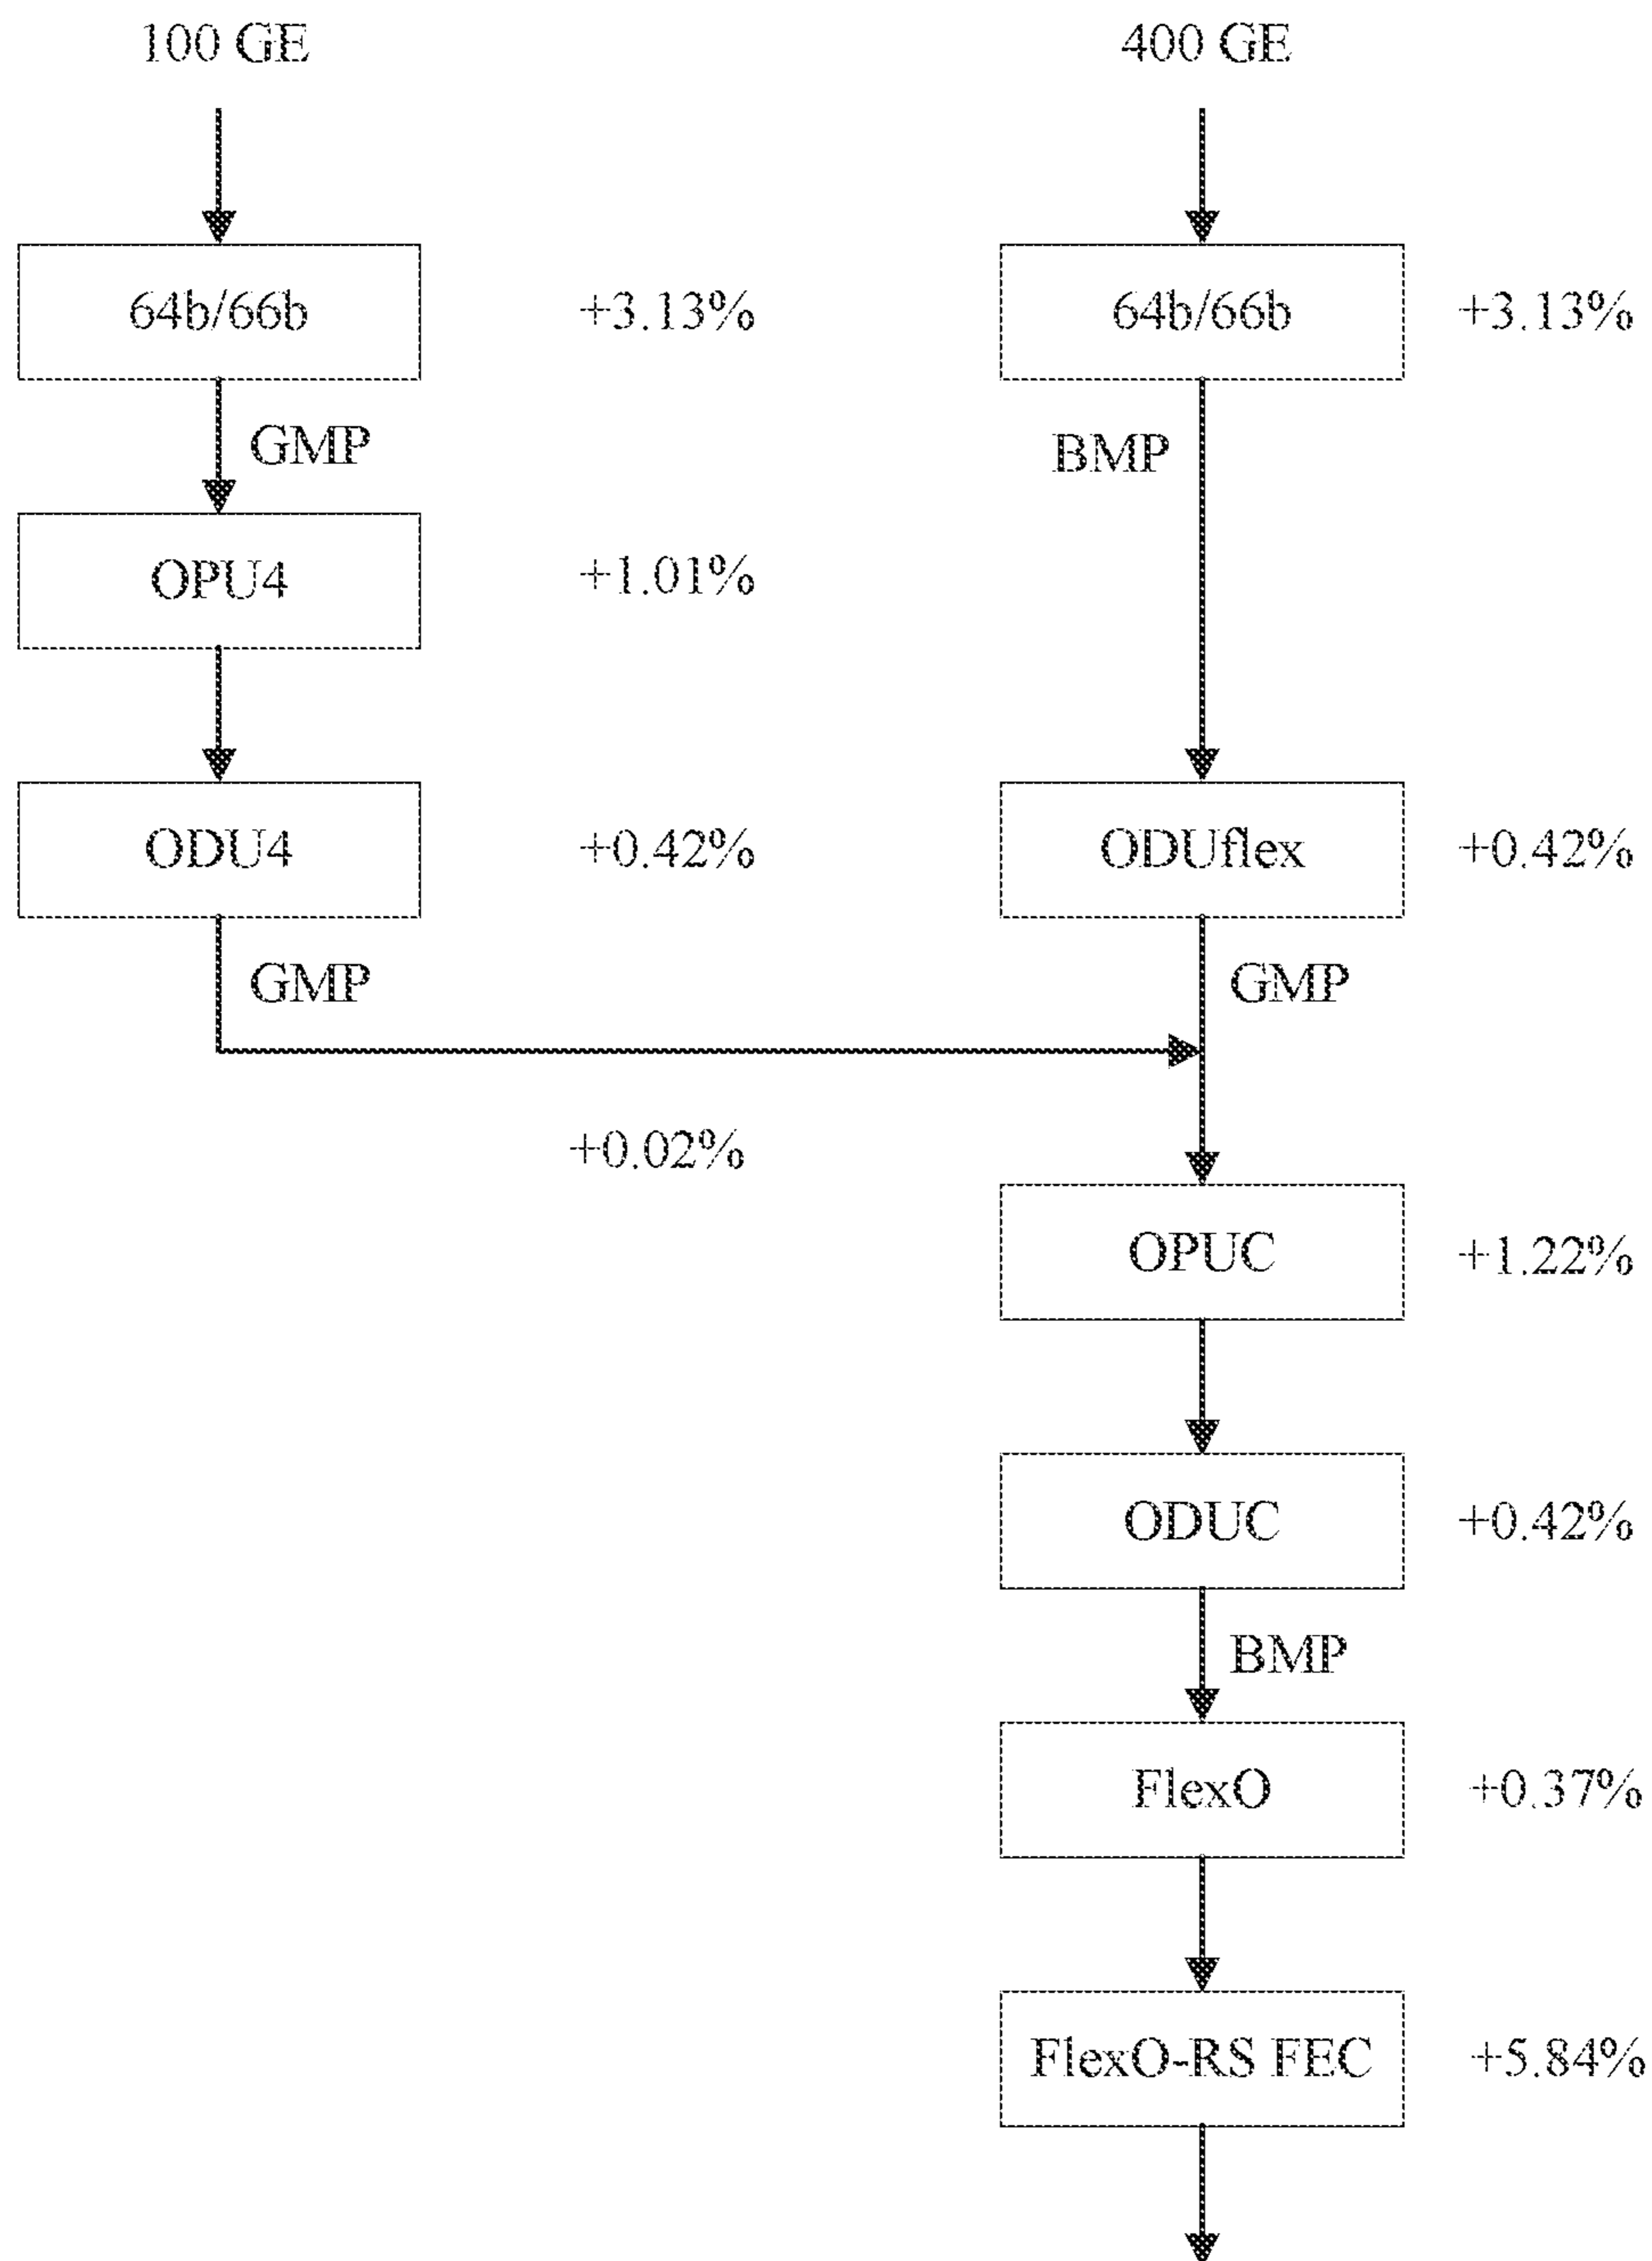 100 GE
400 GE
64b/66b
+3.13%
64b/66b
+3.13%
GMP
BMP
OPU4
+1.01%
ODU4
+0.42%
ODUflex
+0.42%
GMP
GMP
+0.02%
OPUC
+1.22%
ODUC
+0.42%
BMP
FlexO
+0.37%
FlexO-RS FEC
+5.84%